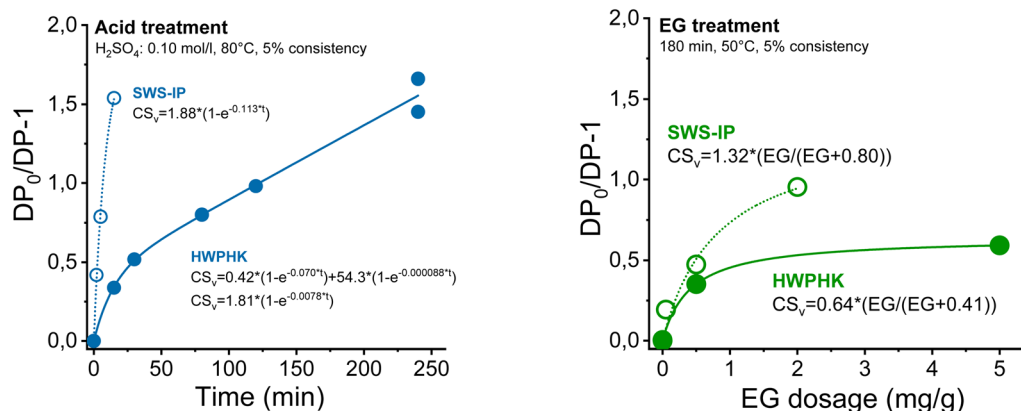 Acid treatment
H₂SO₄: 0.10 mol/l, 80°C, 5% consistency
SWS-IP
CSᵥ=1.88*(1-e^-0.113*t)
HWPHK
CSᵥ=0.42*(1-e^-0.070*t)+54.3*(1-e^-0.000088*t)
CSᵥ=1.81*(1-e^-0.0078*t)
DP₀/DP-1
2,0
1,5
1,0
0,5
0,0
0 50 100 150 200 250
Time (min)
EG treatment
180 min, 50°C, 5% consistency
SWS-IP
CSᵥ=1.32*(EG/(EG+0.80))
HWPHK
CSᵥ=0.64*(EG/(EG+0.41))
DP₀/DP-1
2,0
1,5
1,0
0,5
0,0
0 1 2 3 4 5
EG dosage (mg/g)